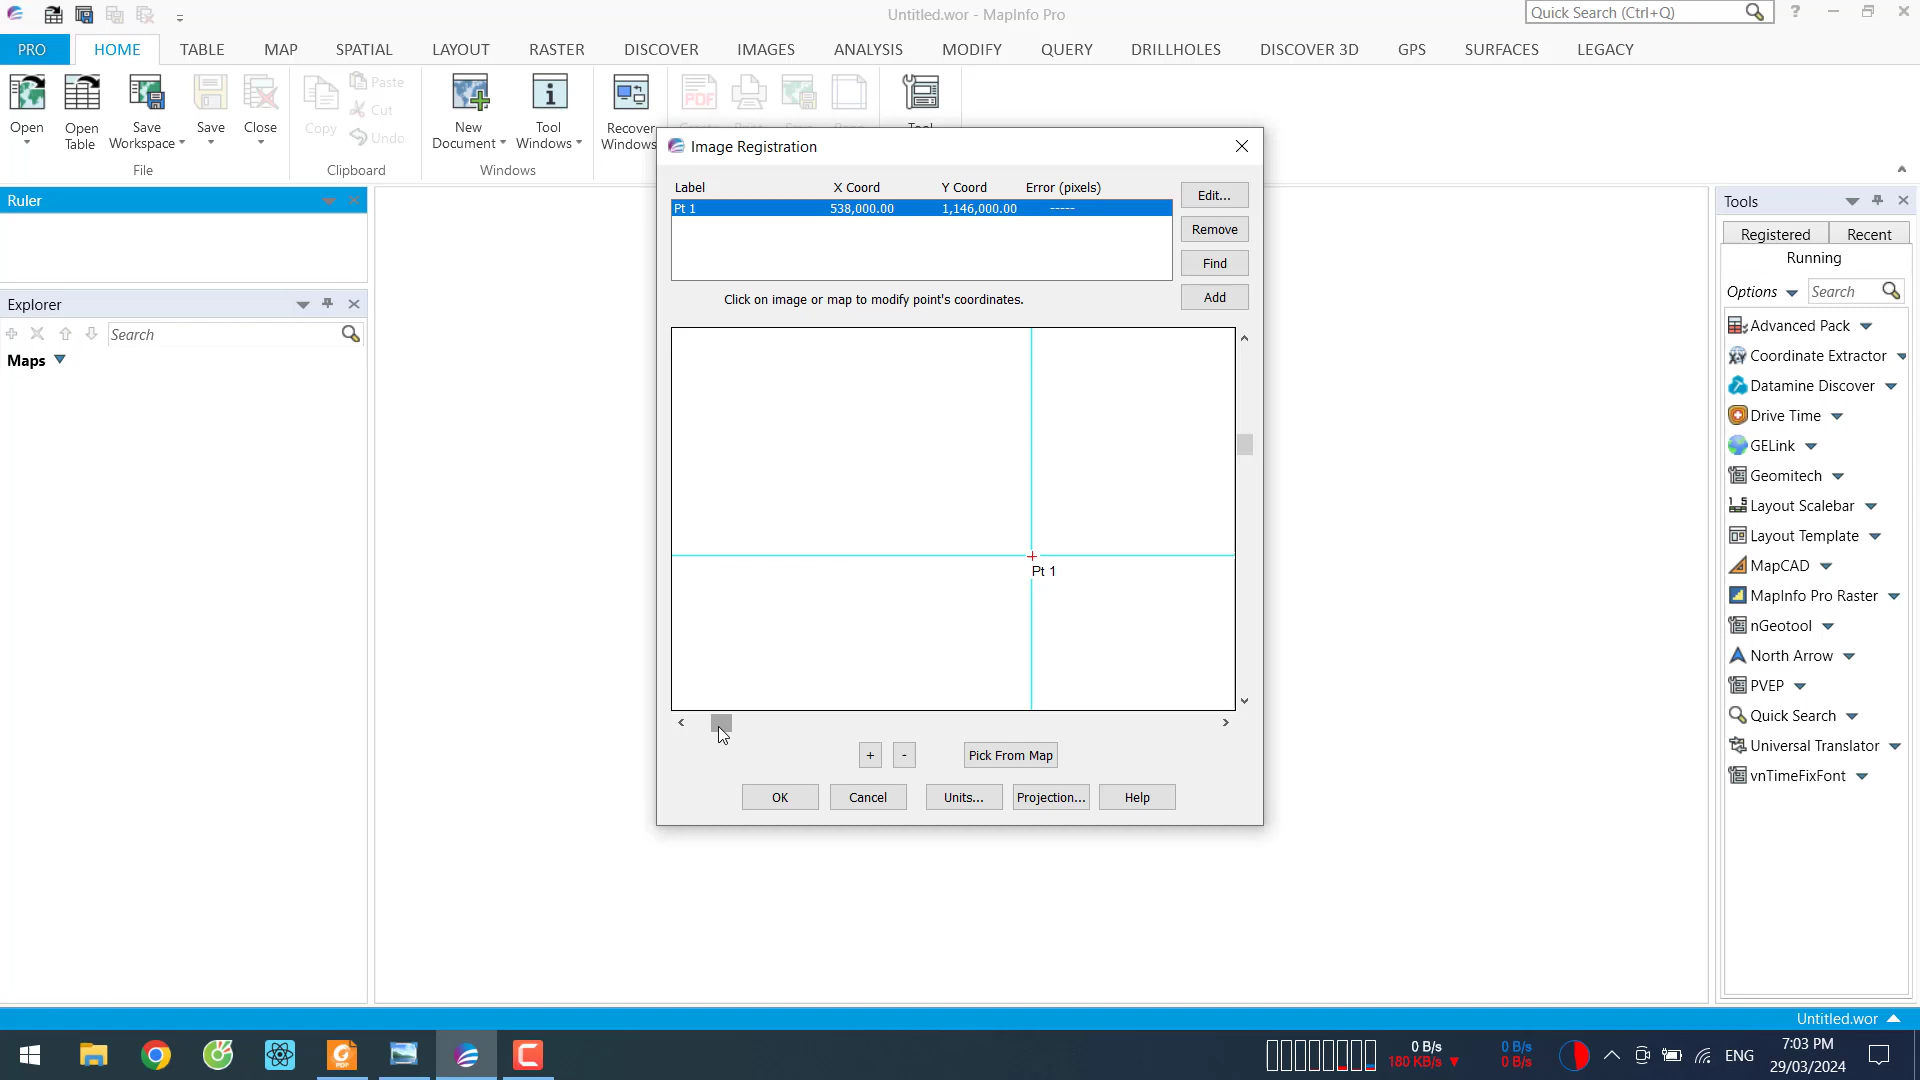 Untitled.wor - MapInfo Pro
Quick Search (Ctrl+Q)
PRO HOME TABLE MAP SPATIAL LAYOUT RASTER DISCOVER IMAGES ANALYSIS MODIFY QUERY DRILLHOLES DISCOVER 3D GPS SURFACES LEGACY
Open
Open Table
Save Workspace
Save
Close
Copy
Paste
Cut
Undo
New Document
Tool Windows
Recover Windows
PDF
Tool
File
Clipboard
Windows
Ruler
Explorer
Search
Maps
Image Registration
Label X Coord Y Coord Error (pixels)
Pt 1 538,000.00 1,146,000.00 -----
Edit...
Remove
Find
Add
Click on image or map to modify point's coordinates.
Pt 1
+ - Pick From Map
OK Cancel Units... Projection... Help
Tools
Registered Recent
Running
Options Search
Advanced Pack
Coordinate Extractor
Datamine Discover
Drive Time
GELink
Geomitech
Layout Scalebar
Layout Template
MapCAD
MapInfo Pro Raster
nGeotool
North Arrow
PVEP
Quick Search
Universal Translator
vnTimeFixFont
Untitled.wor
0 B/s
180 KB/s
0 B/s
0 B/s
ENG
7:03 PM
29/03/2024